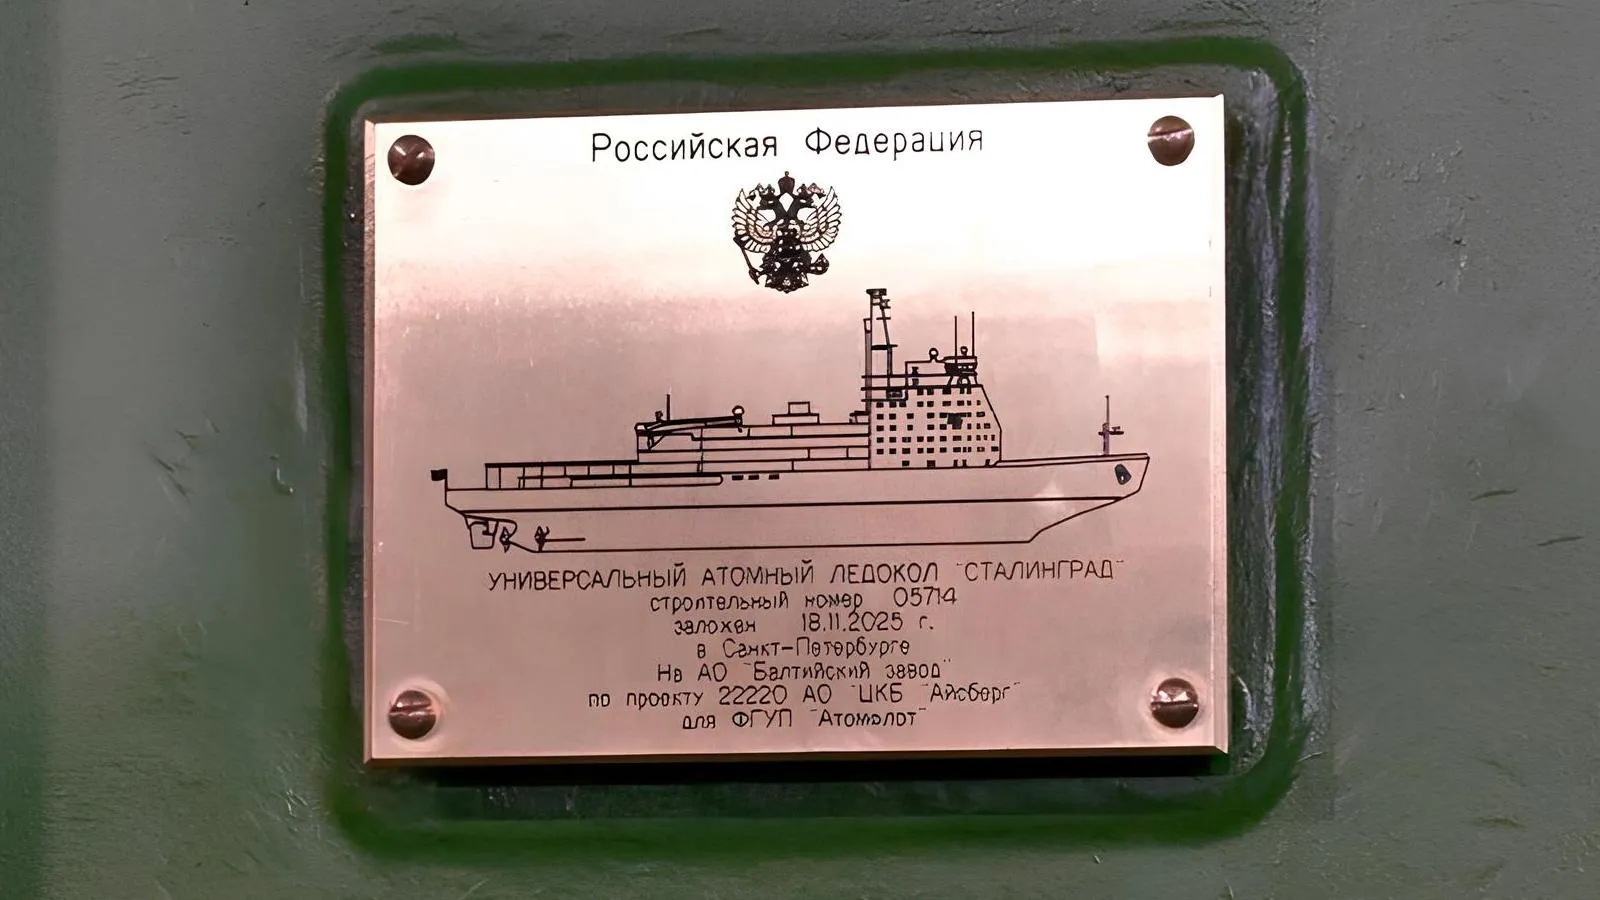 Российская Федерация
УНИВЕРСАЛЬНЫЙ АТОМНЫЙ ЛЕДОКОЛ "СТАЛИНГРАД"
строительный номер 05714
заложен 18.11.2025 г.
в Санкт-Петербурге
На АО "Балтийский завод"
по проекту 22220 АО "ЦКБ "Айсберг"
для ФГУП "Атомфлот"